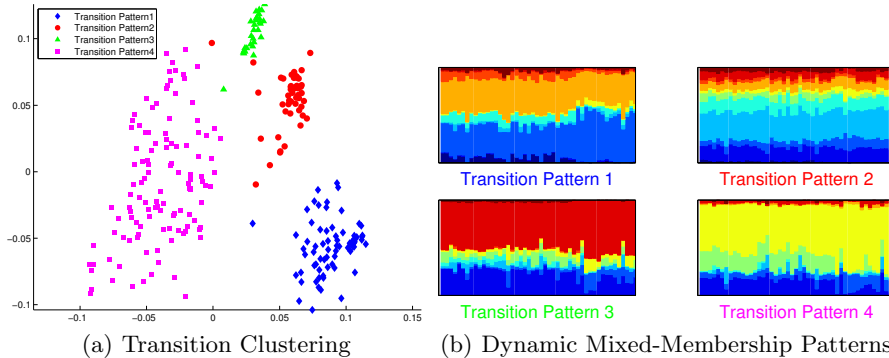 Transition Pattern1
Transition Pattern2
Transition Pattern3
Transition Pattern4
0.1
0.05
0
−0.05
−0.1
−0.1
−0.05
0
0.05
0.1
0.15
(a) Transition Clustering
Transition Pattern 1
Transition Pattern 2
Transition Pattern 3
Transition Pattern 4
(b) Dynamic Mixed-Membership Patterns